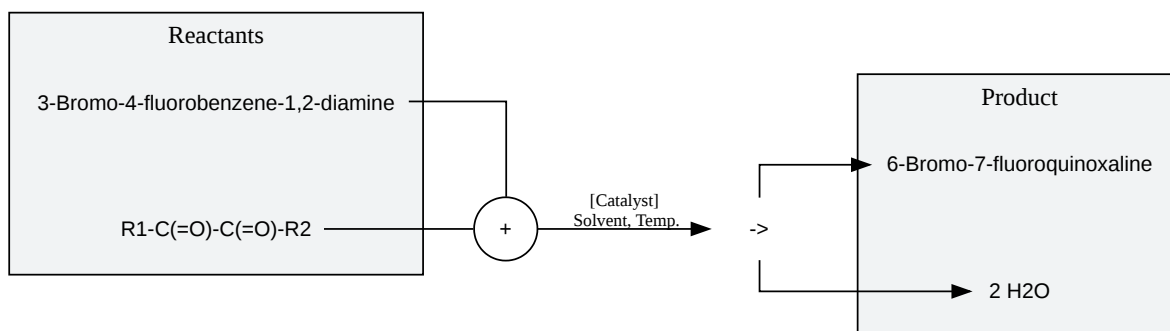 Reactants
3-Bromo-4-fluorobenzene-1,2-diamine
R1-C(=O)-C(=O)-R2
+
[Catalyst]
Solvent, Temp.
->
Product
6-Bromo-7-fluoroquinoxaline
2 H2O